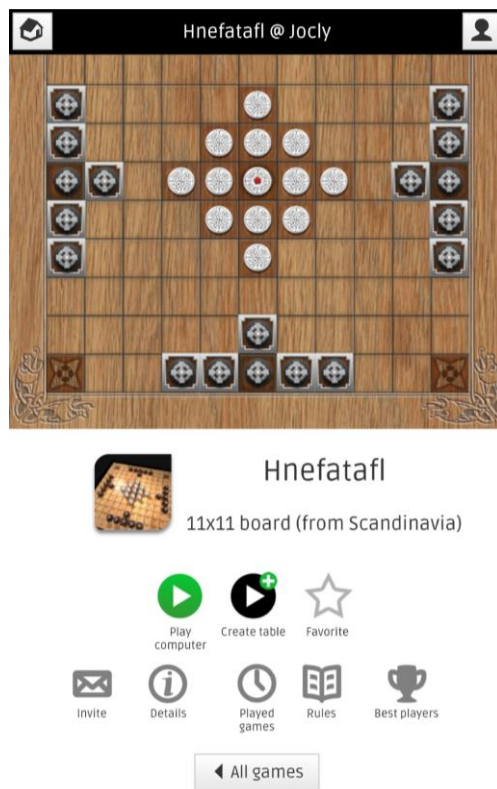 Hnefatafl @ Jocly
Hnefatafl
11x11 board (from Scandinavia)
Play
computer
Create table
Favorite
Invite
Details
Played
games
Rules
Best players
All games